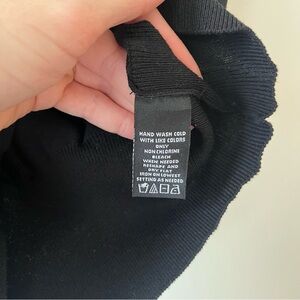 HAND WASH COLD
WITH LIKE COLORS
ONLY
NON CHLORINE
BLEACH
WHEN NEEDED
RESHAPE AND
DRY FLAT
IRON ON LOWEST
SETTING AS NEEDED